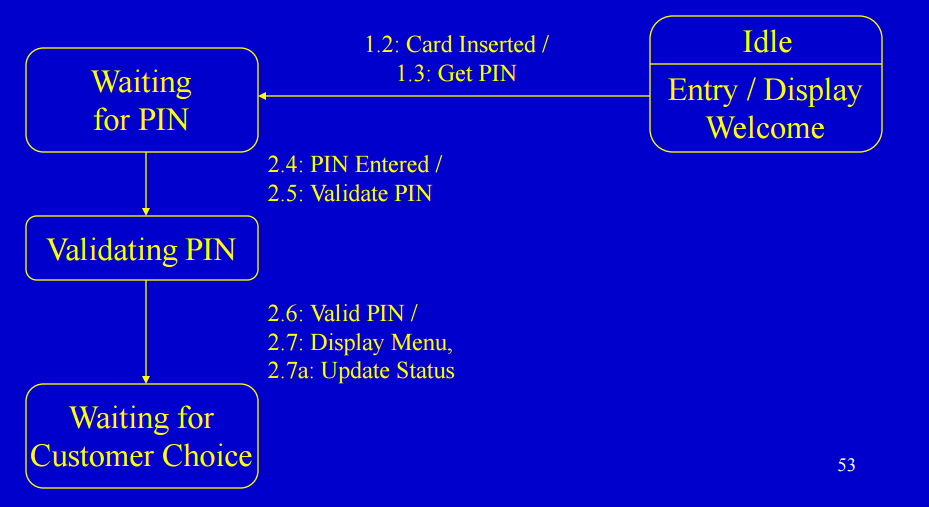 1.2: Card Inserted /
1.3: Get PIN
Idle
Entry / Display
Welcome
Waiting
for PIN
2.4: PIN Entered /
2.5: Validate PIN
Validating PIN
2.6: Valid PIN /
2.7: Display Menu,
2.7a: Update Status
Waiting for
Customer Choice
53